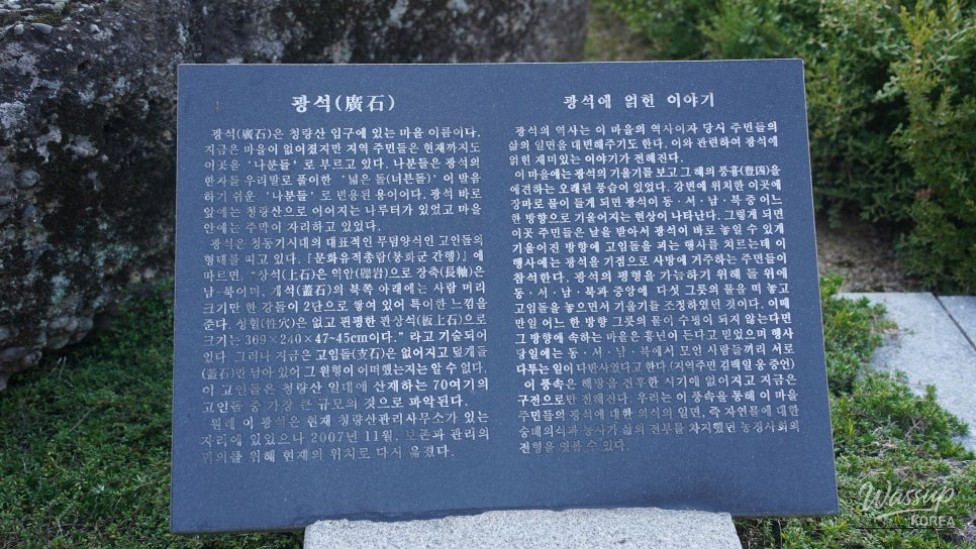 광석(廣石)
광석(廣石)은 청량산 입구에 있는 마을 이름이다.
지금은 마을이 없어졌지만 지역 주민들은 현재까지도
이곳을 '나분들' 로 부르고 있다. 나분들은 광석의
한자를 우리말로 풀이한 '넓은 돌(너분들)' 이 발음
하기 쉬운 '나분들' 로 변용된 용어이다. 광석 바로
앞에는 청량산으로 이어지는 나루터가 있었고 마을
안에는 주막이 자리하고 있었다.
광석은 청동기시대의 대표적인 무덤양식인 고인돌의
형태를 띠고 있다. 『문화유적총람(봉화군 간행)』에
따르면, "상석(上石)은 역암(礫岩)으로 장축(長軸)은
남-북이며, 개석(蓋石)의 북쪽 아래에는 사람 머리
크기만 한 강돌이 2단으로 쌓여 있어 특이한 느낌을
준다. 성혈(性穴)은 없고 편평한 판상석(板上石)으로
크기는 369×240×47~45cm이다." 라고 기술되어
있다. 그러나 지금은 고임돌(支石)은 없어지고 덮개돌
(蓋石)만 남아 있어 그 원형이 어떠했는지는 알 수 없다.
이 고인돌은 청량산 일대에 산재하는 70여기의
고인돌 중 가장 큰 규모의 것으로 파악된다.
원래 이 광석은 현재 청량산관리사무소가 있는
자리에 있었으나 2007년 11월, 보존과 관리의
편의를 위해 현재의 위치로 다시 옮겼다.
광석에 얽힌 이야기
광석의 역사는 이 마을의 역사이자 당시 주민들의
삶의 일면을 대변해주기도 한다. 이와 관련하여 광석에
얽힌 재미있는 이야기가 전해진다.
이 마을에는 광석의 기울기를 보고 그 해의 풍흉(豊凶)을
예견하는 오래된 풍습이 있었다. 강변에 위치한 이곳에
장마로 물이 들게 되면 광석이 동·서·남·북 중 어느
한 방향으로 기울어지는 현상이 나타난다. 그렇게 되면
이곳 주민들은 날을 받아서 광석이 바로 놓일 수 있게
기울어진 방향에 고임돌을 괴는 행사를 치르는데 이
행사에는 광석을 기점으로 사방에 거주하는 주민들이
참석한다. 광석의 평형을 가늠하기 위해 돌 위에
동·서·남·북과 중앙에 다섯 그릇의 물을 떠 놓고
고임돌을 놓으면서 기울기를 조정하였던 것이다. 이때
만일 어느 한 방향 그릇의 물이 수평이 되지 않는다면
그 방향에 속하는 마을은 흉년이 든다고 믿었으며 행사
당일에는 동·서·남·북에서 모인 사람들끼리 서로
다투는 일이 다반사였다고 한다 (지역주민 김백일 옹 증언)
이 풍속은 해방을 전후한 시기에 없어지고 지금은
구전으로만 전해진다. 우리는 이 풍속을 통해 이 마을
주민들의 광석에 대한 의식의 일면, 즉 자연물에 대한
숭배의식과 농사가 삶의 전부를 차지했던 농경사회의
전형을 엿볼 수 있다.
Wassup
KOREA